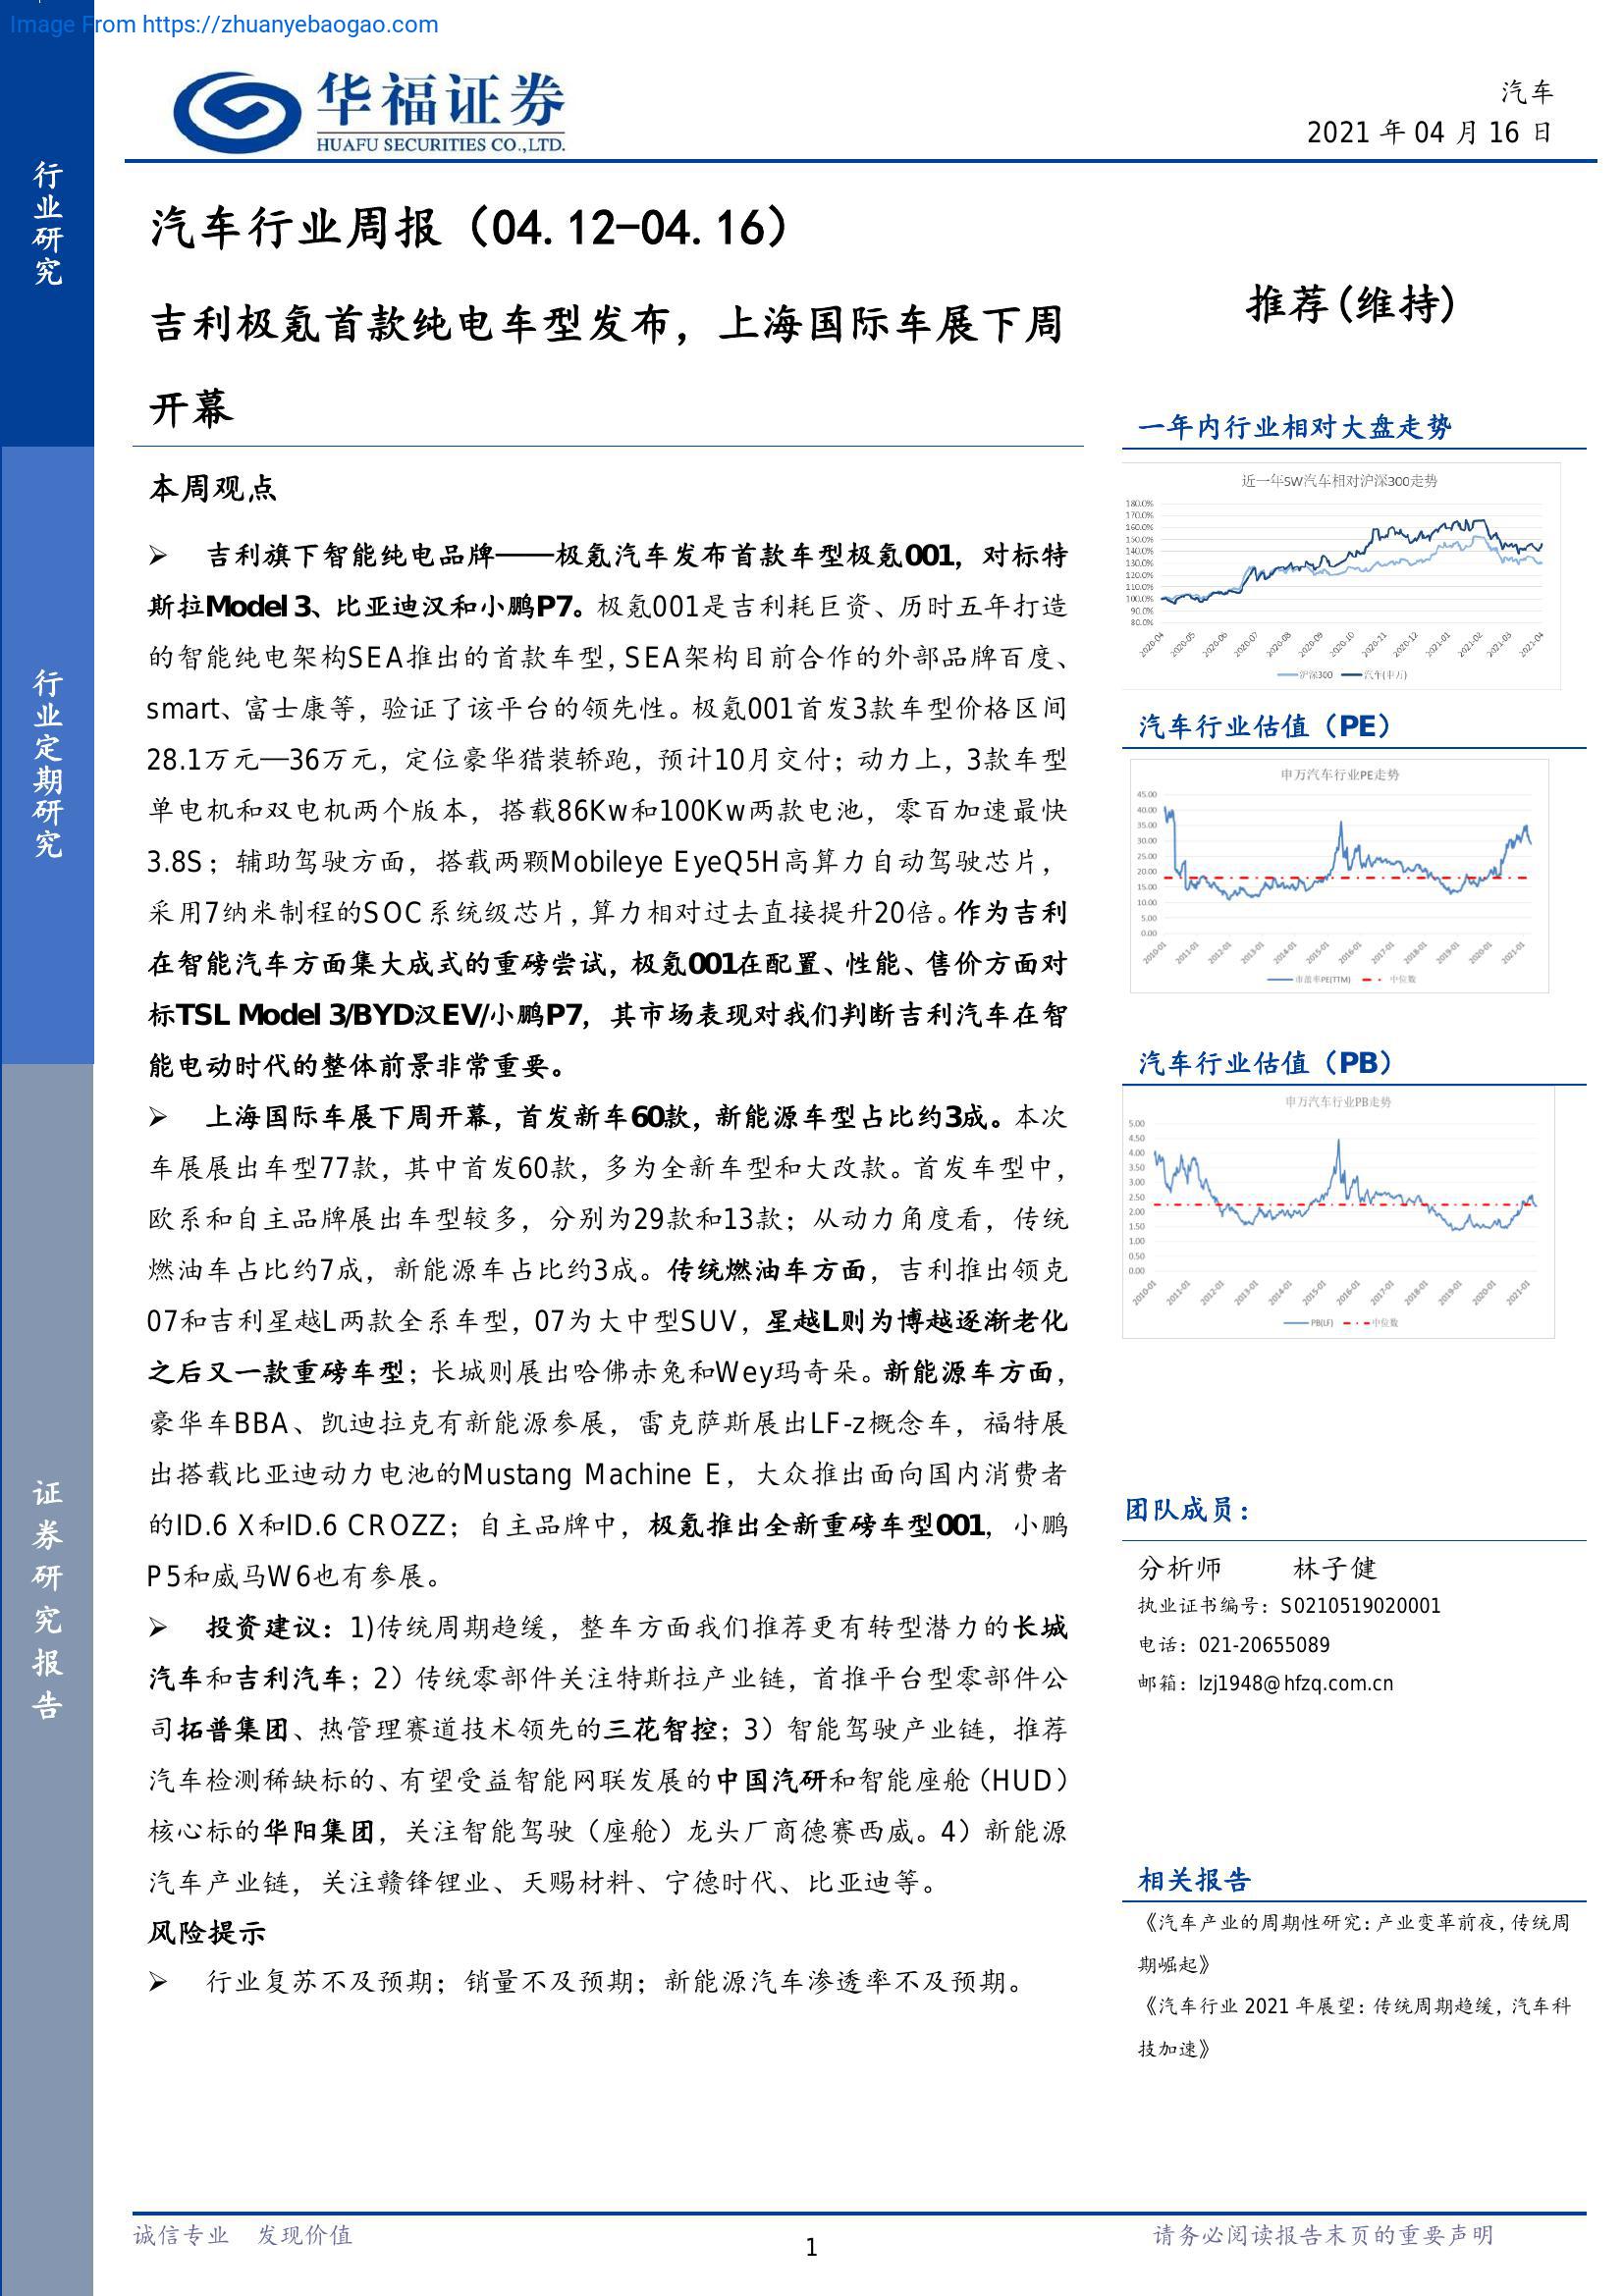 Image From https://zhuanyebaogao.com
华福证券
HUAFU SECURITIES CO.,LTD.
汽车
2021 年 04 月 16 日
行业研究
行业定期研究
证券研究报告
汽车行业周报（04.12-04.16）
吉利极氪首款纯电车型发布，上海国际车展下周
开幕
推荐(维持)
本周观点
➢ 吉利旗下智能纯电品牌——极氪汽车发布首款车型极氪001，对标特
斯拉Model 3、比亚迪汉和小鹏P7。极氪001是吉利耗巨资、历时五年打造
的智能纯电架构SEA推出的首款车型，SEA架构目前合作的外部品牌百度、
smart、富士康等，验证了该平台的领先性。极氪001首发3款车型价格区间
28.1万元—36万元，定位豪华猎装轿跑，预计10月交付；动力上，3款车型
单电机和双电机两个版本，搭载86Kw和100Kw两款电池，零百加速最快
3.8S；辅助驾驶方面，搭载两颗Mobileye EyeQ5H高算力自动驾驶芯片，
采用7纳米制程的SOC系统级芯片，算力相对过去直接提升20倍。作为吉利
在智能汽车方面集大成式的重磅尝试，极氪001在配置、性能、售价方面对
标TSL Model 3/BYD汉EV/小鹏P7，其市场表现对我们判断吉利汽车在智
能电动时代的整体前景非常重要。
➢ 上海国际车展下周开幕，首发新车60款，新能源车型占比约3成。本次
车展展出车型77款，其中首发60款，多为全新车型和大改款。首发车型中，
欧系和自主品牌展出车型较多，分别为29款和13款；从动力角度看，传统
燃油车占比约7成，新能源车占比约3成。传统燃油车方面，吉利推出领克
07和吉利星越L两款全系车型，07为大中型SUV，星越L则为博越逐渐老化
之后又一款重磅车型；长城则展出哈佛赤兔和Wey玛奇朵。新能源车方面，
豪华车BBA、凯迪拉克有新能源参展，雷克萨斯展出LF-z概念车，福特展
出搭载比亚迪动力电池的Mustang Machine E，大众推出面向国内消费者
的ID.6 X和ID.6 CROZZ；自主品牌中，极氪推出全新重磅车型001，小鹏
P5和威马W6也有参展。
➢ 投资建议：1)传统周期趋缓，整车方面我们推荐更有转型潜力的长城
汽车和吉利汽车；2）传统零部件关注特斯拉产业链，首推平台型零部件公
司拓普集团、热管理赛道技术领先的三花智控；3）智能驾驶产业链，推荐
汽车检测稀缺标的、有望受益智能网联发展的中国汽研和智能座舱（HUD）
核心标的华阳集团，关注智能驾驶（座舱）龙头厂商德赛西威。4）新能源
汽车产业链，关注赣锋锂业、天赐材料、宁德时代、比亚迪等。
风险提示
➢ 行业复苏不及预期；销量不及预期；新能源汽车渗透率不及预期。
一年内行业相对大盘走势
近一年SW汽车相对沪深300走势
180.0%
170.0%
160.0%
150.0%
140.0%
130.0%
120.0%
110.0%
100.0%
90.0%
80.0%
2020-04 2020-05 2020-06 2020-07 2020-08 2020-09 2020-10 2020-11 2020-12 2021-01 2021-02 2021-03 2021-04
沪深300 汽车(申万)
汽车行业估值（PE）
申万汽车行业PE走势
45.00
40.00
35.00
30.00
25.00
20.00
15.00
10.00
5.00
0.00
2010-01 2011-01 2012-01 2013-01 2014-01 2015-01 2016-01 2017-01 2018-01 2019-01 2020-01 2021-01
市盈率PE(TTM) 中位数
汽车行业估值（PB）
申万汽车行业PB走势
5.00
4.50
4.00
3.50
3.00
2.50
2.00
1.50
1.00
0.50
0.00
2010-01 2011-01 2012-01 2013-01 2014-01 2015-01 2016-01 2017-01 2018-01 2019-01 2020-01 2021-01
PB(LF) 中位数
团队成员：
分析师 林子健
执业证书编号：S0210519020001
电话：021-20655089
邮箱：lzj1948@hfzq.com.cn
相关报告
《汽车产业的周期性研究：产业变革前夜，传统周
期崛起》
《汽车行业 2021 年展望：传统周期趋缓，汽车科
技加速》
诚信专业 发现价值
1
请务必阅读报告末页的重要声明